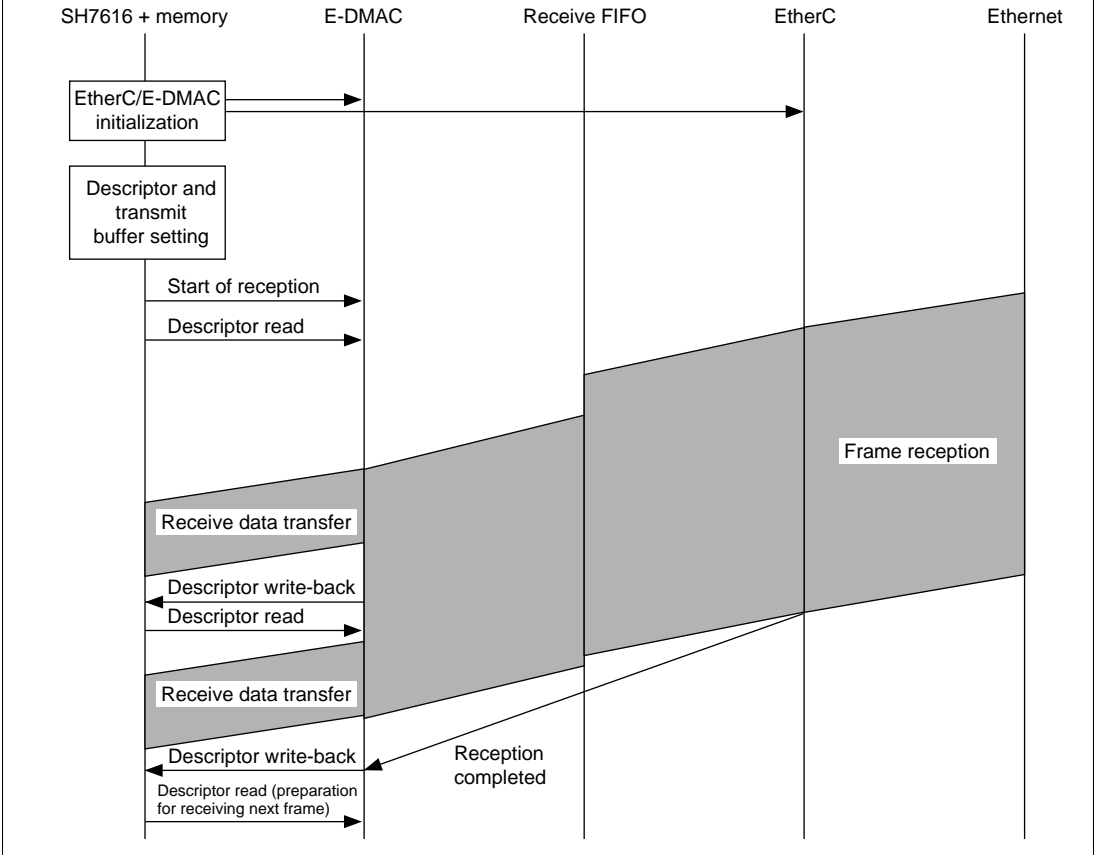 SH7616 + memory
E-DMAC
Receive FIFO
EtherC
Ethernet
EtherC/E-DMAC
initialization
Descriptor and
transmit
buffer setting
Start of reception
Descriptor read
Frame reception
Receive data transfer
Descriptor write-back
Descriptor read
Receive data transfer
Descriptor write-back
Reception
completed
Descriptor read (preparation
for receiving next frame)